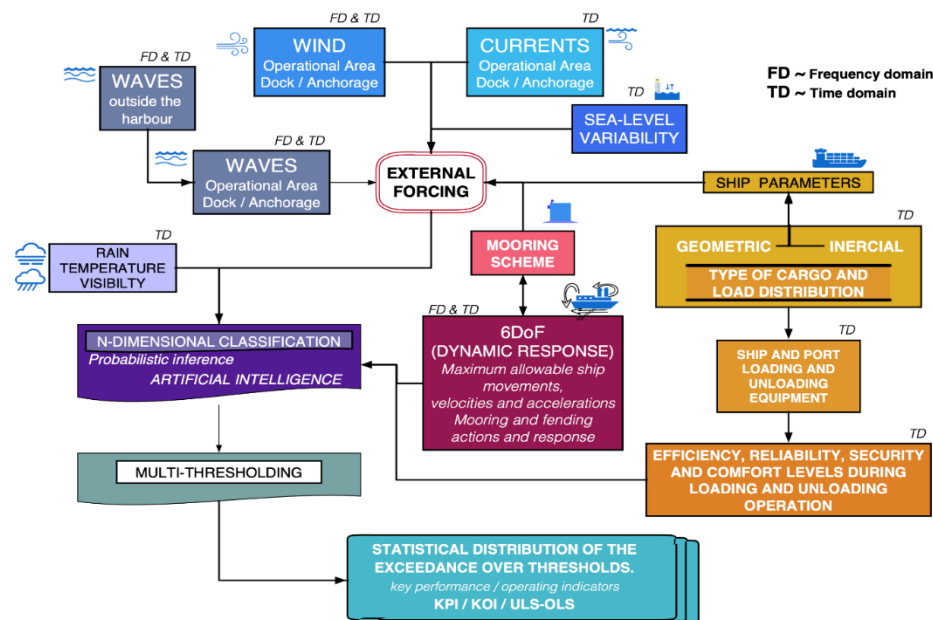 FD & TD
WIND
Operational Area
Dock / Anchorage
TD
CURRENTS
Operational Area
Dock / Anchorage
FD ~ Frequency domain
TD ~ Time domain
FD & TD
WAVES
outside the
harbour
TD
SEA-LEVEL
VARIABILITY
FD & TD
WAVES
Operational Area
Dock / Anchorage
EXTERNAL
FORCING
SHIP PARAMETERS
TD
RAIN
TEMPERATURE
VISIBILTY
MOORING
SCHEME
TD
GEOMETRIC
INERCIAL
TYPE OF CARGO AND
LOAD DISTRIBUTION
FD & TD
6DoF
(DYNAMIC RESPONSE)
Maximum allowable ship
movements,
velocities and accelerations
Mooring and fending
actions and response
N-DIMENSIONAL CLASSIFICATION
Probabilistic inference
ARTIFICIAL INTELLIGENCE
TD
SHIP AND PORT
LOADING AND
UNLOADING
EQUIPMENT
TD
EFFICIENCY, RELIABILITY, SECURITY
AND COMFORT LEVELS DURING
LOADING AND UNLOADING
OPERATION
MULTI-THRESHOLDING
STATISTICAL DISTRIBUTION OF THE
EXCEEDANCE OVER THRESHOLDS.
key performance / operating indicators
KPI / KOI / ULS-OLS